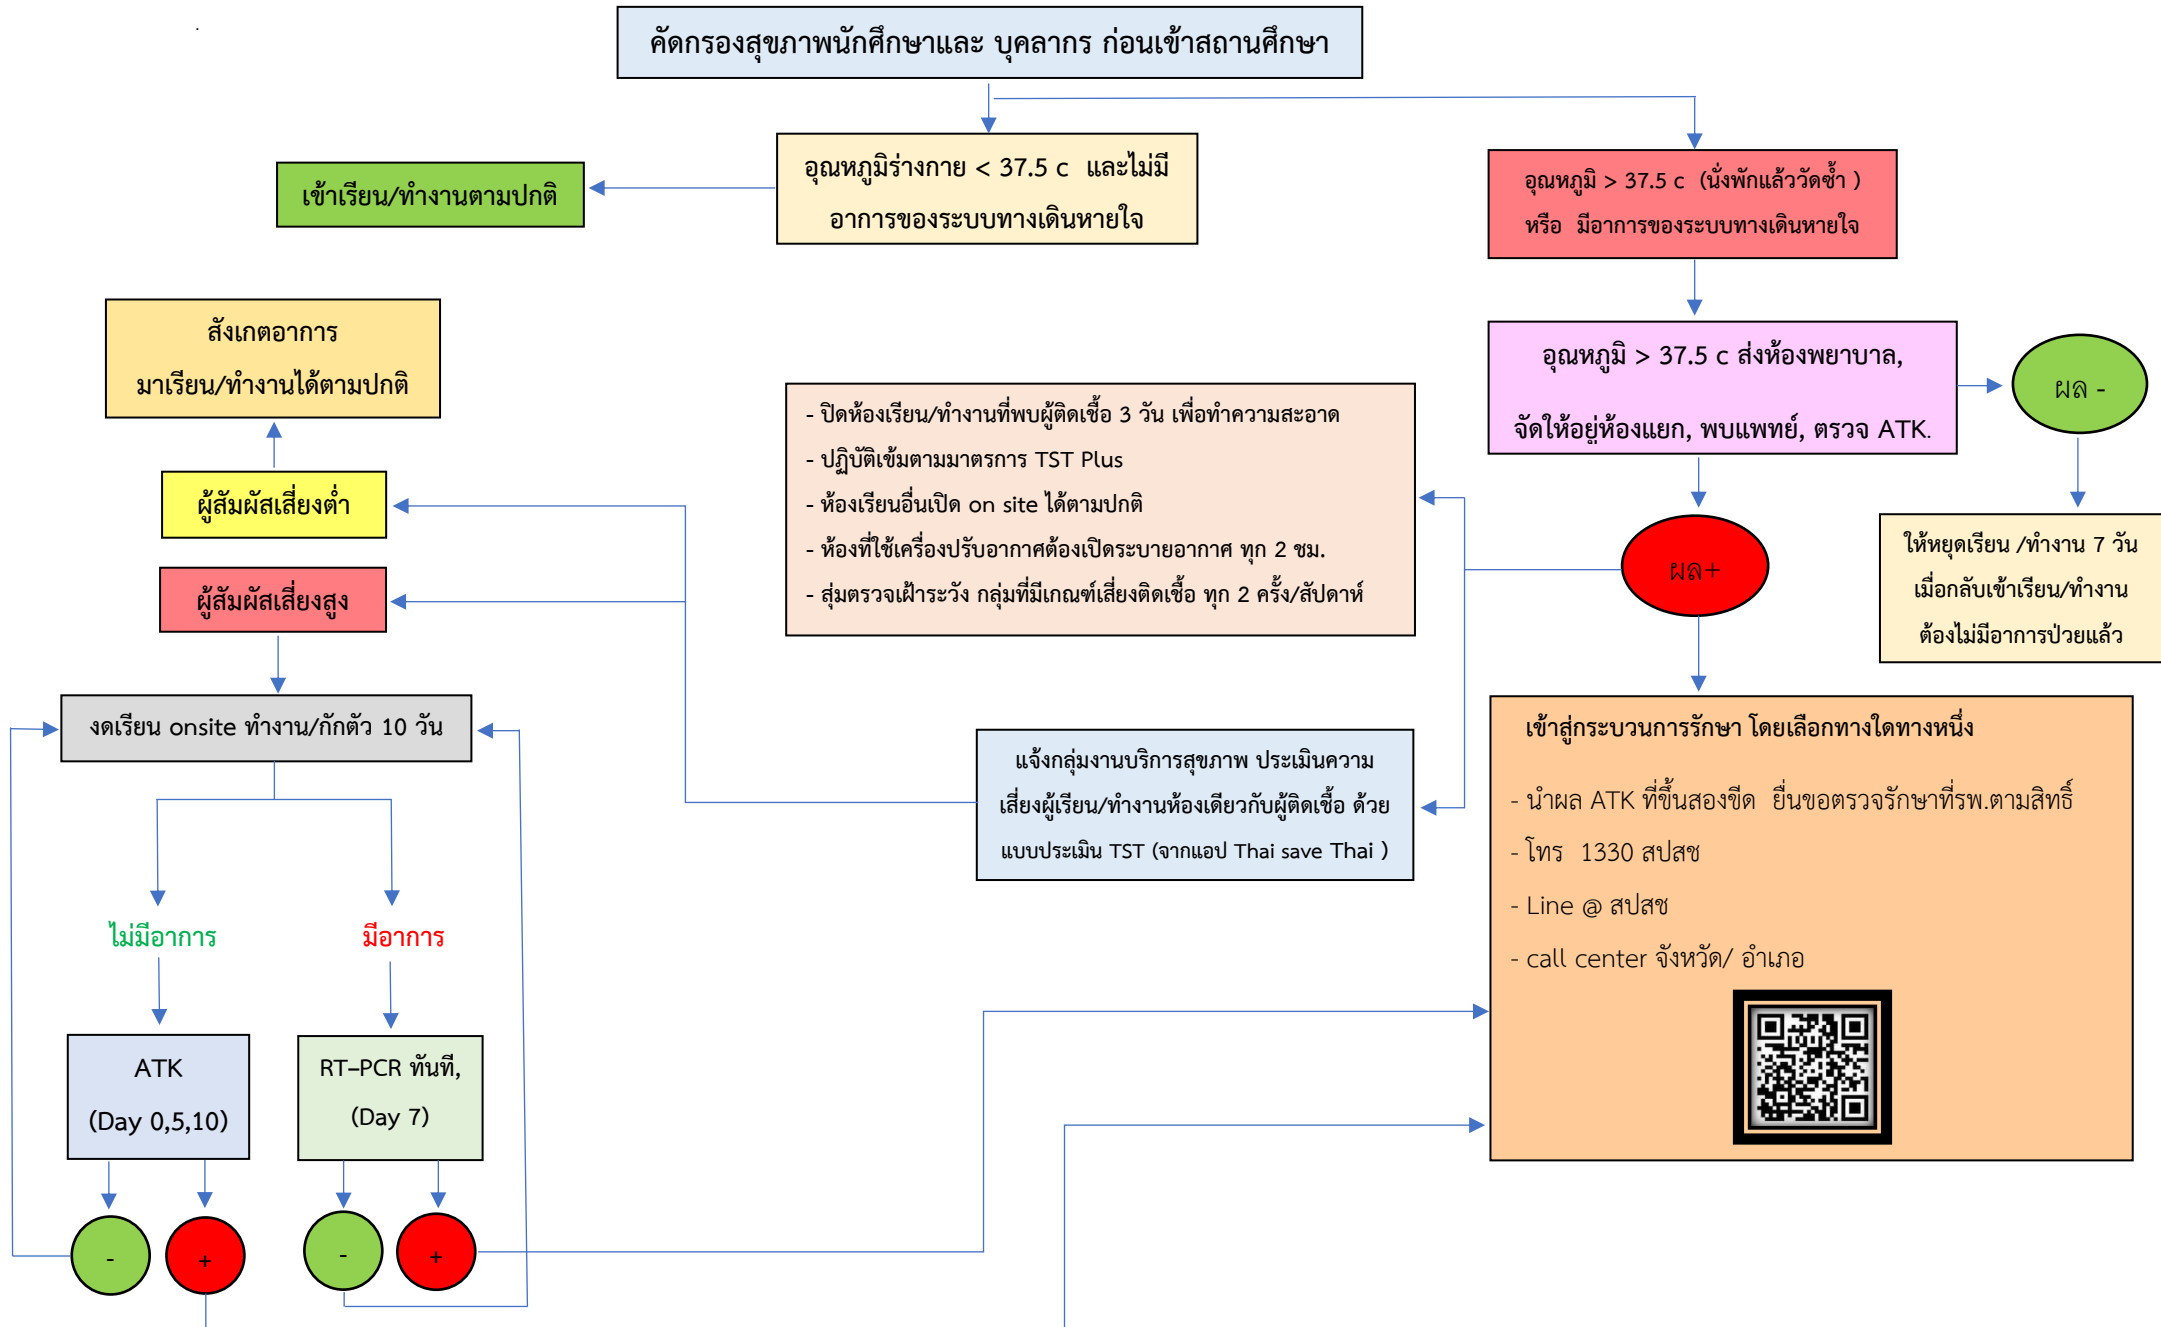 คัดกรองสุขภาพนักศึกษาและ บุคลากร ก่อนเข้าสถานศึกษา
อุณหภูมิร่างกาย < 37.5 c และไม่มี
อาการของระบบทางเดินหายใจ
เข้าเรียน/ทำงานตามปกติ
อุณหภูมิ > 37.5 c (นั่งพักแล้ววัดซ้ำ )
หรือ มีอาการของระบบทางเดินหายใจ
อุณหภูมิ > 37.5 c ส่งห้องพยาบาล,
จัดให้อยู่ห้องแยก, พบแพทย์, ตรวจ ATK.
ผล -
ให้หยุดเรียน /ทำงาน 7 วัน
เมื่อกลับเข้าเรียน/ทำงาน
ต้องไม่มีอาการป่วยแล้ว
ผล+
- ปิดห้องเรียน/ทำงานที่พบผู้ติดเชื้อ 3 วัน เพื่อทำความสะอาด
- ปฏิบัติเข้มตามมาตรการ TST Plus
- ห้องเรียนอื่นเปิด on site ได้ตามปกติ
- ห้องที่ใช้เครื่องปรับอากาศต้องเปิดระบายอากาศ ทุก 2 ชม.
- สุ่มตรวจเฝ้าระวัง กลุ่มที่มีเกณฑ์เสี่ยงติดเชื้อ ทุก 2 ครั้ง/สัปดาห์
แจ้งกลุ่มงานบริการสุขภาพ ประเมินความ
เสี่ยงผู้เรียน/ทำงานห้องเดียวกับผู้ติดเชื้อ ด้วย
แบบประเมิน TST (จากแอป Thai save Thai )
เข้าสู่กระบวนการรักษา โดยเลือกทางใดทางหนึ่ง
- นำผล ATK ที่ขึ้นสองขีด ยื่นขอตรวจรักษาที่รพ.ตามสิทธิ์
- โทร 1330 สปสช
- Line @ สปสช
- call center จังหวัด/ อำเภอ
สังเกตอาการ
มาเรียน/ทำงานได้ตามปกติ
ผู้สัมผัสเสี่ยงต่ำ
ผู้สัมผัสเสี่ยงสูง
งดเรียน onsite ทำงาน/กักตัว 10 วัน
ไม่มีอาการ
มีอาการ
ATK
(Day 0,5,10)
RT–PCR ทันที,
(Day 7)
-
+
-
+